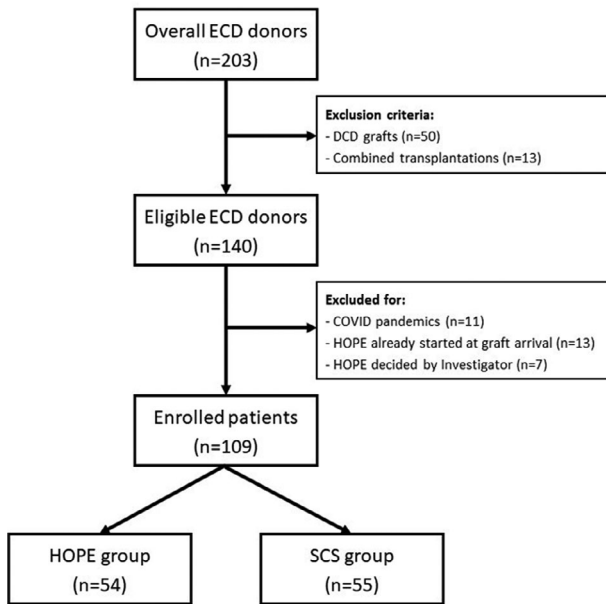 Overall ECD donors
(n=203)
Exclusion criteria:
- DCD grafts (n=50)
- Combined transplantations (n=13)
Eligible ECD donors
(n=140)
Excluded for:
- COVID pandemics (n=11)
- HOPE already started at graft arrival (n=13)
- HOPE decided by Investigator (n=7)
Enrolled patients
(n=109)
HOPE group
(n=54)
SCS group
(n=55)